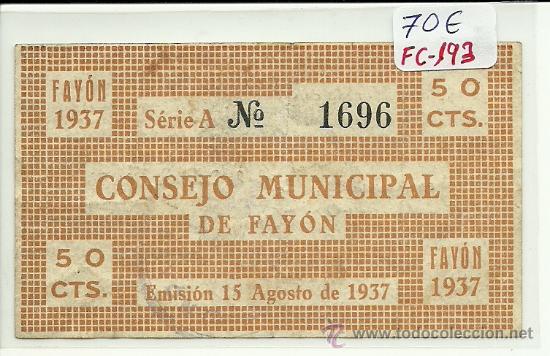 70€
FC-193
FAYÓN
1937
Série A No 1696
50
CTS.
CONSEJO MUNICIPAL
DE FAYÓN
50
CTS.
Emisión 15 Agosto de 1937
FAYÓN
1937
www.todocoleccion.net